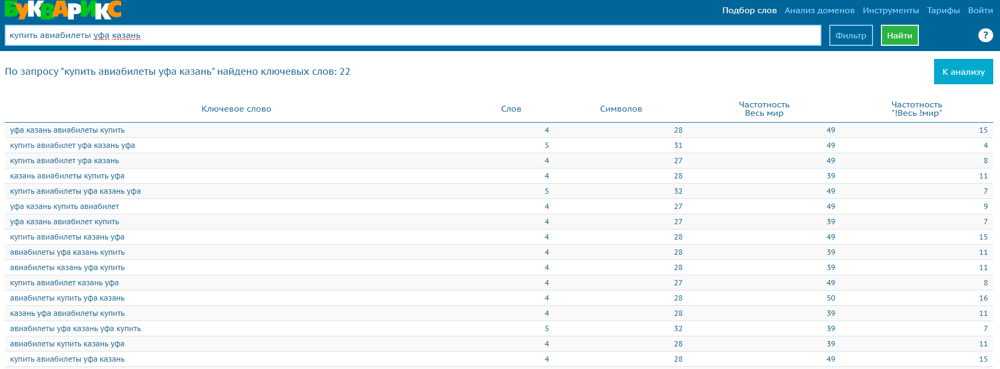 БУКВАРИКС
Подбор слов Анализ доменов Инструменты Тарифы Войти
купить авиабилеты уфа казань
Фильтр Найти ?
По запросу "купить авиабилеты уфа казань" найдено ключевых слов: 22
К анализу
Ключевое слово Слов Символов Частотность Весь мир Частотность "!Весь !мир"
уфа казань авиабилеты купить 4 28 49 15
купить авиабилет уфа казань уфа 5 31 49 4
купить авиабилет уфа казань 4 27 49 8
казань авиабилеты купить уфа 4 28 39 11
купить авиабилеты уфа казань уфа 5 32 49 7
уфа казань купить авиабилет 4 27 49 9
уфа казань авиабилет купить 4 27 39 7
купить авиабилеты казань уфа 4 28 49 15
авиабилеты уфа казань купить 4 28 39 11
авиабилеты казань уфа купить 4 28 39 11
купить авиабилет казань уфа 4 27 49 8
авиабилеты купить уфа казань 4 28 50 16
казань уфа авиабилеты купить 4 28 39 11
авиабилеты уфа казань уфа купить 5 32 39 7
авиабилеты купить казань уфа 4 28 39 11
купить авиабилеты уфа казань 4 28 49 15